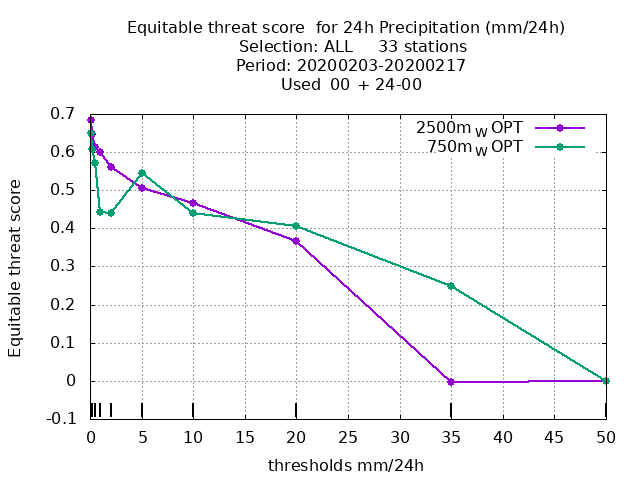 Equitable threat score  for 24h Precipitation (mm/24h)
Selection: ALL     33 stations
Period: 20200203-20200217
Used  00 + 24-00
2500m W OPT
750m W OPT
Equitable threat score
0.7
0.6
0.5
0.4
0.3
0.2
0.1
0
-0.1
0 5 10 15 20 25 30 35 40 45 50
thresholds mm/24h